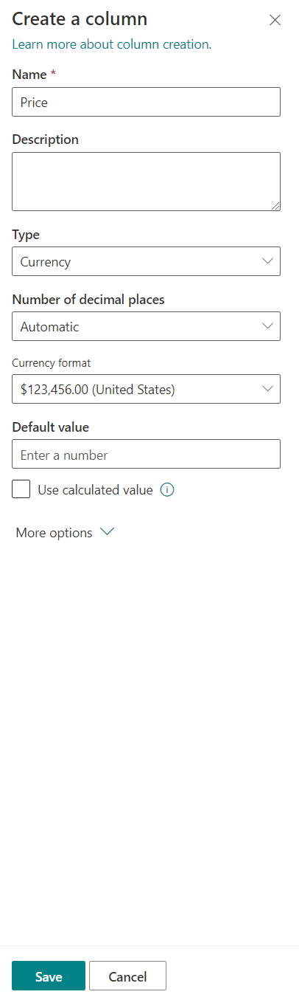 Create a column
Learn more about column creation.
Name *
Price
Description
Type
Currency
Number of decimal places
Automatic
Currency format
$123,456.00 (United States)
Default value
Enter a number
Use calculated value
More options
Save Cancel